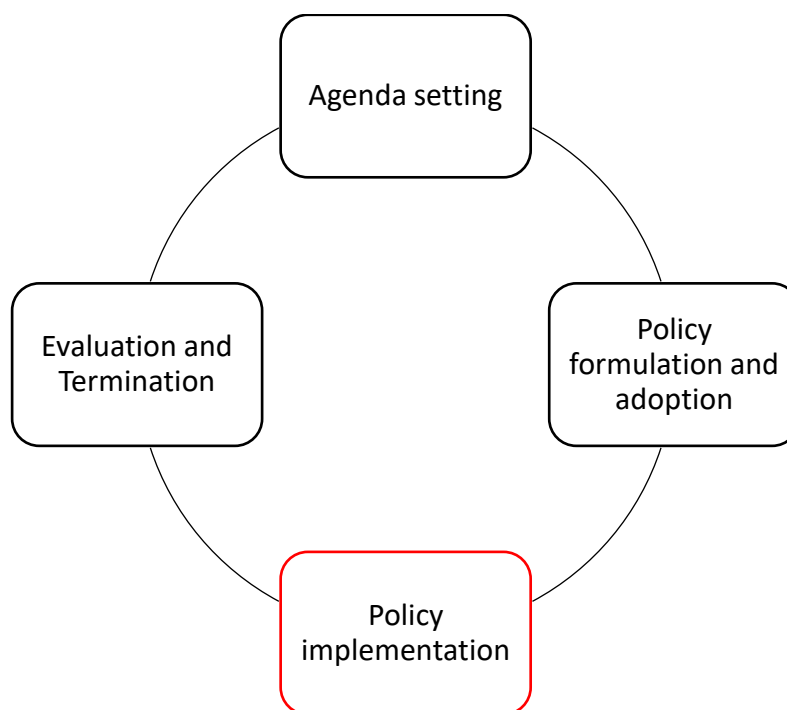 Agenda setting
Policy
formulation and
adoption
Policy
implementation
Evaluation and
Termination